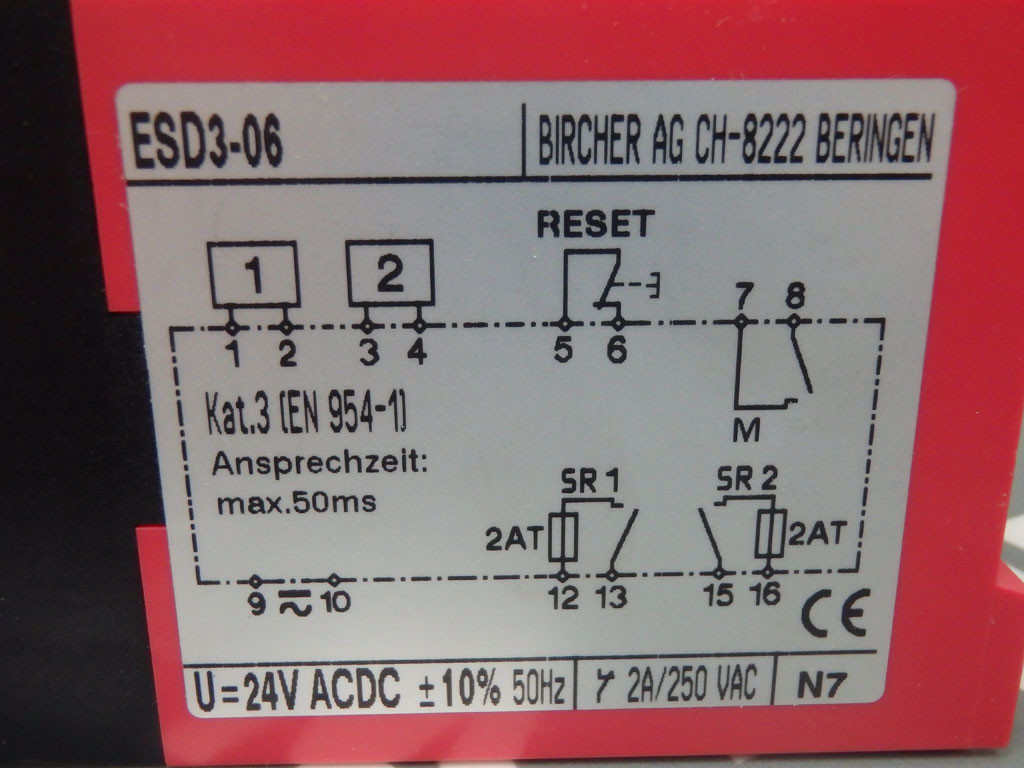 ESD3-06 BIRCHER AG CH-8222 BERINGEN
RESET
1 2
7 8
1 2 3 4 5 6
Kat.3 (EN 954-1)
M
Ansprechzeit:
SR 1 SR 2
max.50ms
2AT 2AT
9 10 12 13 15 16
CE
U=24V ACDC ±10% 50Hz 2A/250 VAC N7